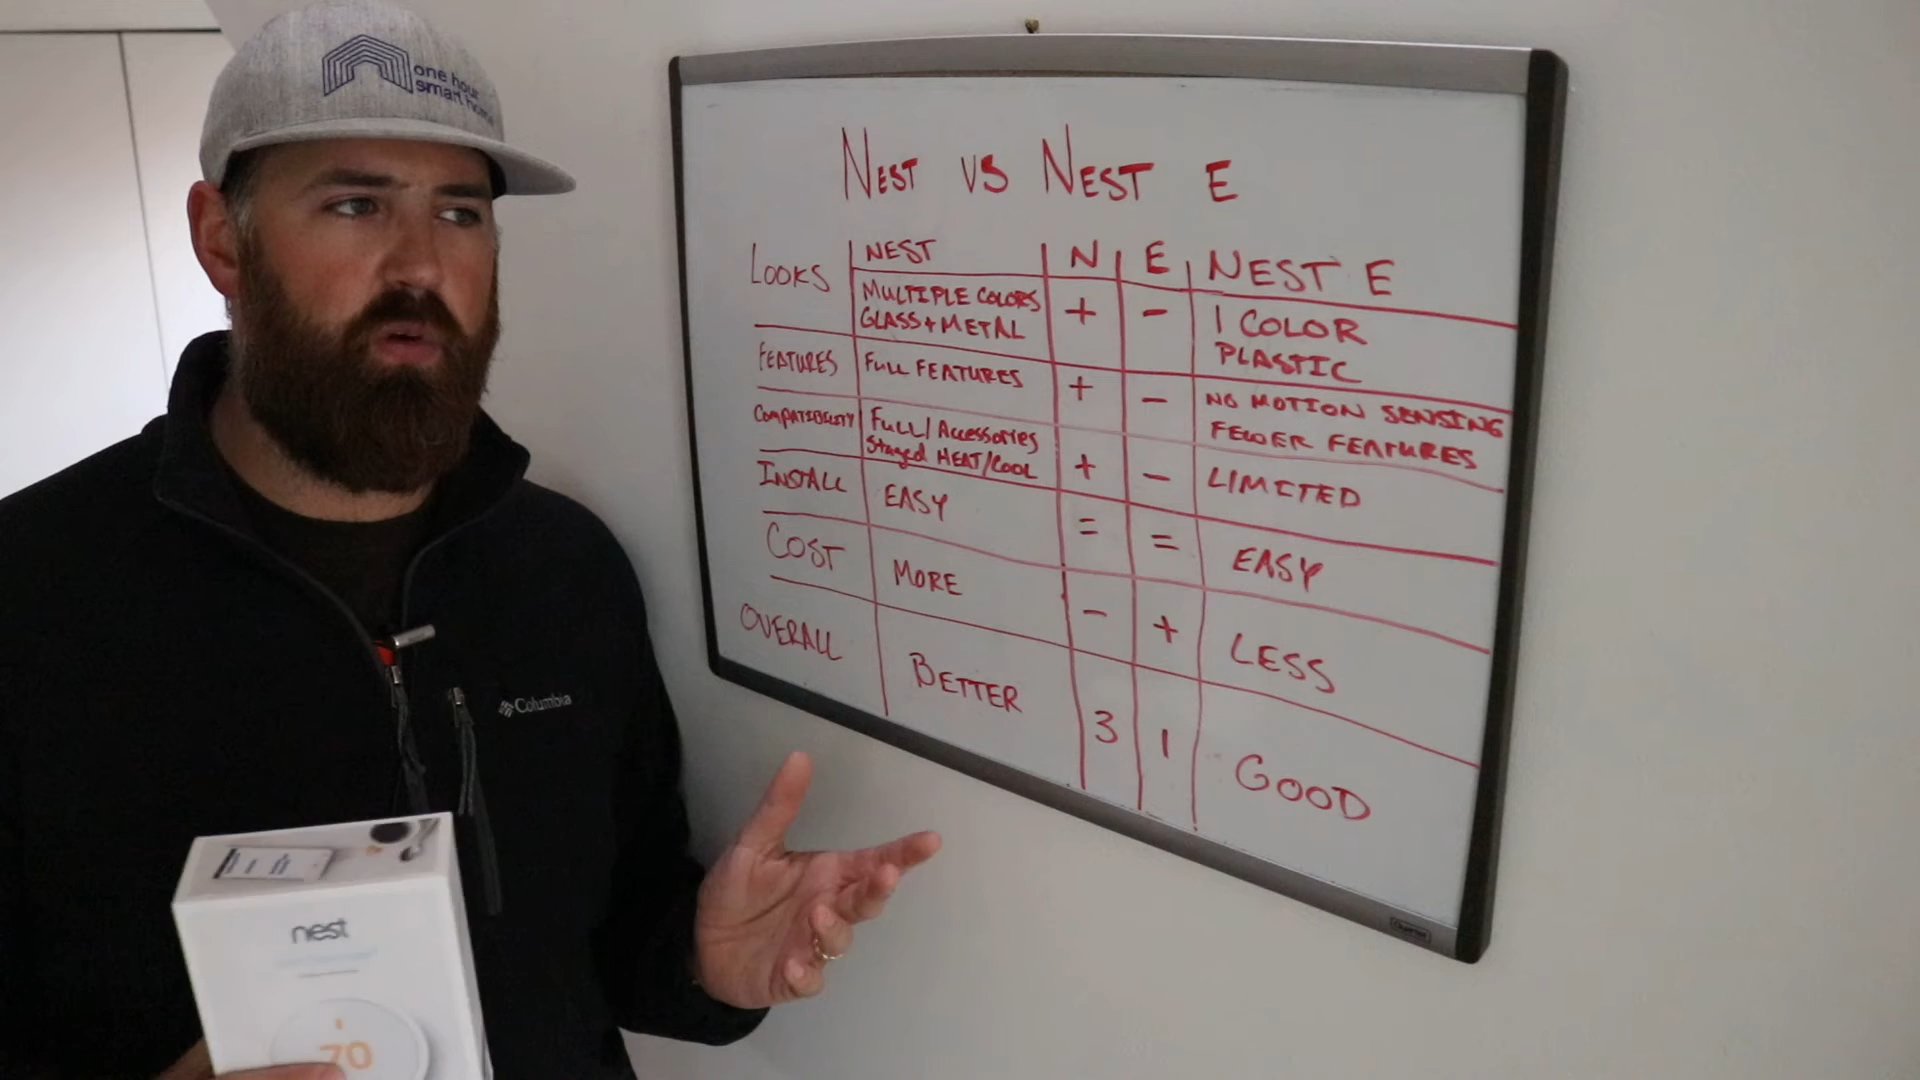 one hour
smart home
NEST VS NEST E
LOOKS NEST N E NEST E
MULTIPLE COLORS + - 1 COLOR
GLASS + METAL PLASTIC
FEATURES FULL FEATURES + - NO MOTION SENSING
FEWER FEATURES
COMPATIBILITY FULL/Accessories + - LIMITED
Staged HEAT/COOL
INSTALL EASY = = EASY
COST MORE - + LESS
OVERALL BETTER 3 1 GOOD
Columbia
nest
70
Quartet